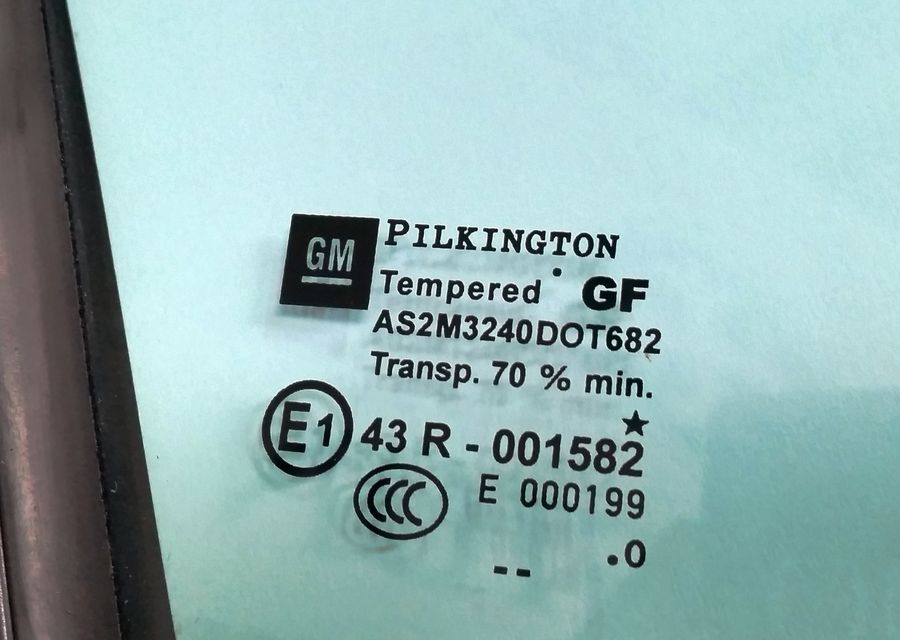 GM
PILKINGTON
Tempered GF
AS2M3240DOT682
Transp. 70 % min.
E1 43 R - 001582
CCC E 000199
.0
--